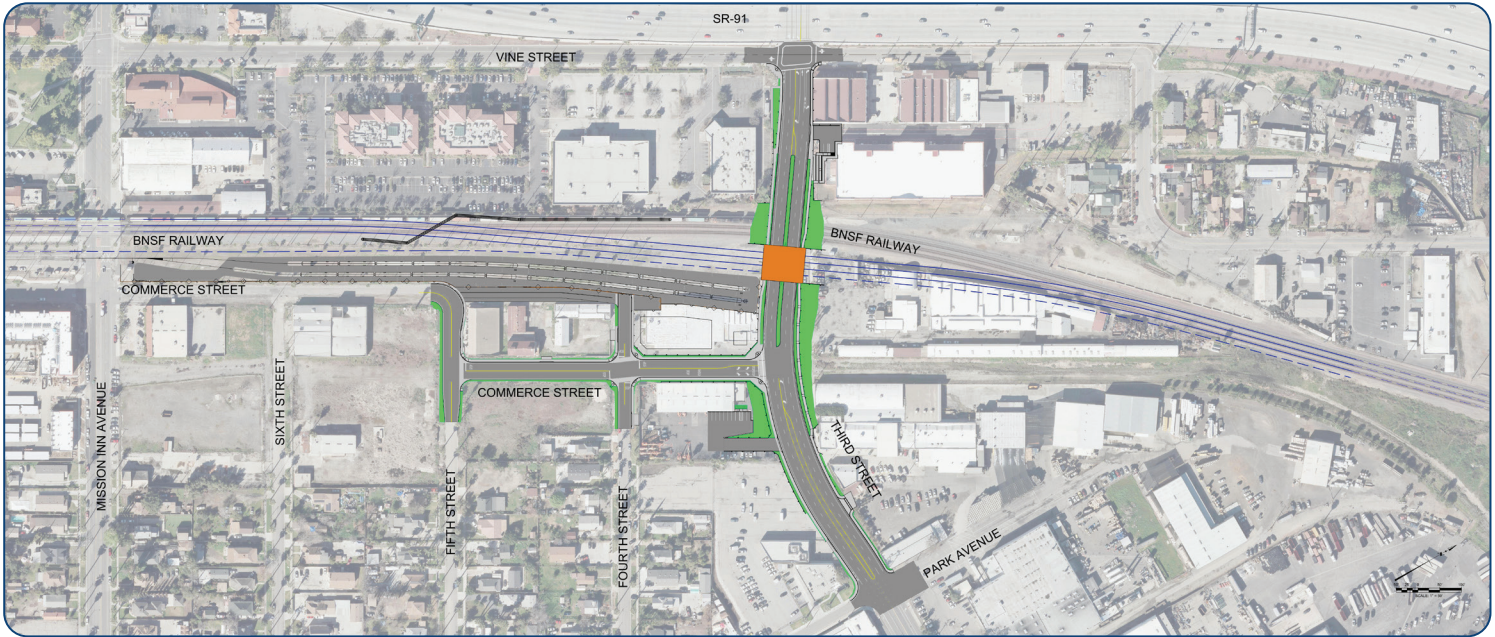 SR-91
VINE STREET
BNSF RAILWAY
BNSF RAILWAY
COMMERCE STREET
COMMERCE STREET
MISSION INN AVENUE
SIXTH STREET
FIFTH STREET
FOURTH STREET
THIRD STREET
PARK AVENUE